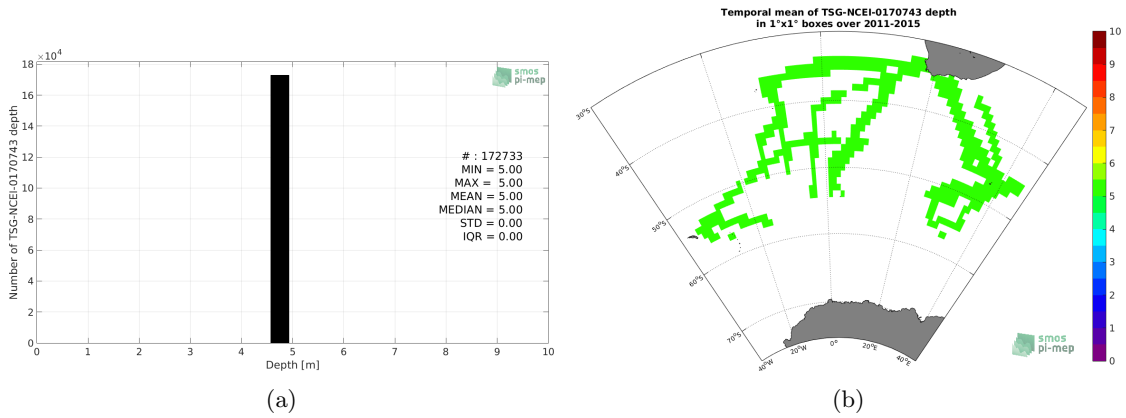 ×10⁴
18
16
14
12
10
8
6
4
2
0
Number of TSG-NCEI-0170743 depth
smos
pi-mep
# : 172733
MIN = 5.00
MAX = 5.00
MEAN = 5.00
MEDIAN = 5.00
STD = 0.00
IQR = 0.00
0 1 2 3 4 5 6 7 8 9 10
Depth [m]
(a)
Temporal mean of TSG-NCEI-0170743 depth
in 1°x1° boxes over 2011-2015
30°S
40°S
50°S
60°S
70°S
40°W
20°W
0°
20°E
40°E
smos
pi-mep
10
9
8
7
6
5
4
3
2
1
0
(b)